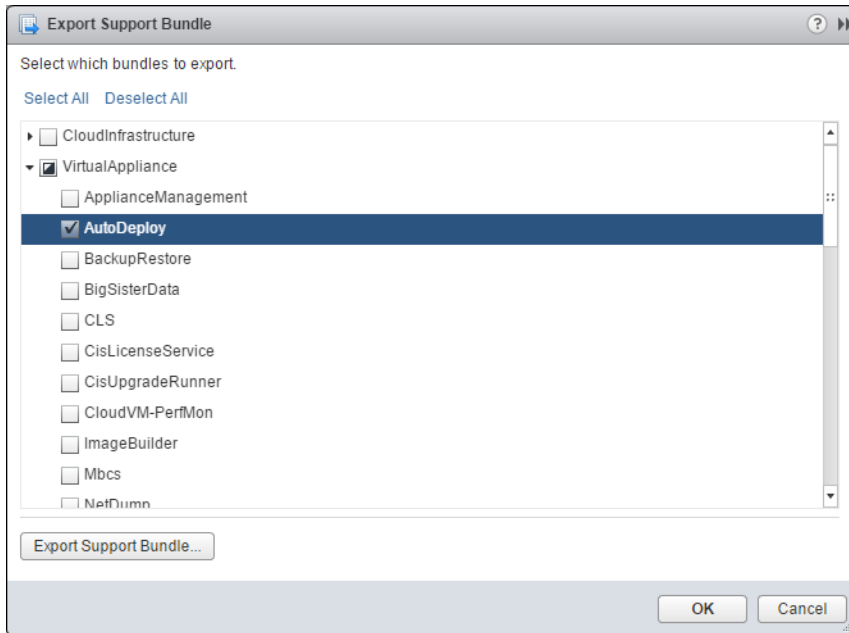 Export Support Bundle
?
Select which bundles to export.
Select All Deselect All
CloudInfrastructure
VirtualAppliance
ApplianceManagement
AutoDeploy
BackupRestore
BigSisterData
CLS
CisLicenseService
CisUpgradeRunner
CloudVM-PerfMon
ImageBuilder
Mbcs
NetDump
Export Support Bundle...
OK Cancel